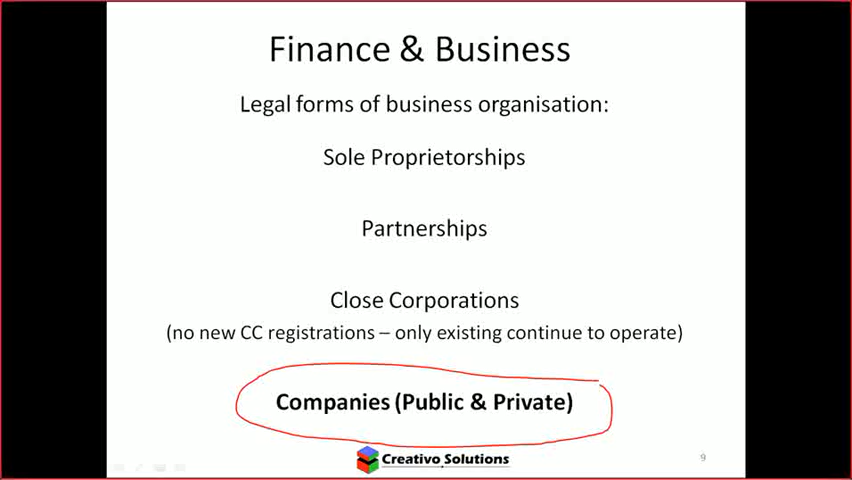 Finance & Business
Legal forms of business organisation:
Sole Proprietorships
Partnerships
Close Corporations
(no new CC registrations – only existing continue to operate)
Companies (Public & Private)
Creativo Solutions
9